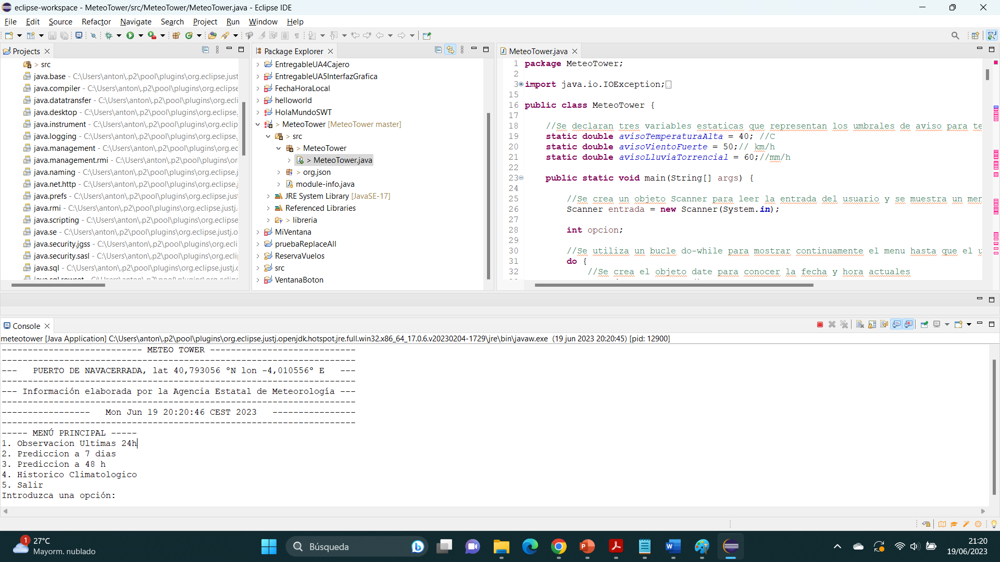 eclipse-workspace - MeteoTower/src/MeteoTower/MeteoTower.java - Eclipse IDE
File Edit Source Refactor Navigate Search Project Run Window Help
Projects
> src
java.base - C:\Users\anton\.p2\pool\plugins\org.eclipse.just
java.compiler - C:\Users\anton\.p2\pool\plugins\org.eclipse
java.datatransfer - C:\Users\anton\.p2\pool\plugins\org.ecli
java.desktop - C:\Users\anton\.p2\pool\plugins\org.eclipse.
java.instrument - C:\Users\anton\.p2\pool\plugins\org.eclip
java.logging - C:\Users\anton\.p2\pool\plugins\org.eclipse.
java.management - C:\Users\anton\.p2\pool\plugins\org.ec
java.management.rmi - C:\Users\anton\.p2\pool\plugins\or
java.naming - C:\Users\anton\.p2\pool\plugins\org.eclipse.j
java.net.http - C:\Users\anton\.p2\pool\plugins\org.eclipse.j
java.prefs - C:\Users\anton\.p2\pool\plugins\org.eclipse.just
java.rmi - C:\Users\anton\.p2\pool\plugins\org.eclipse.justj.
java.scripting - C:\Users\anton\.p2\pool\plugins\org.eclipse
java.se - C:\Users\anton\.p2\pool\plugins\org.eclipse.justj.o
java.security.jgss - C:\Users\anton\.p2\pool\plugins\org.ecli
java.security.sasl - C:\Users\anton\.p2\pool\plugins\org.ecli
java.sql - C:\Users\anton\.p2\pool\plugins\org.eclipse.justj.c
Package Explorer
EntregableUA4Cajero
EntregableUA5InterfazGrafica
FechaHoraLocal
helloworld
HolaMundoSWT
> MeteoTower [MeteoTower master]
> src
> MeteoTower
> MeteoTower.java
> org.json
module-info.java
JRE System Library [JavaSE-17]
Referenced Libraries
> libreria
MiVentana
pruebaReplaceAll
ReservaVuelos
src
VentanaBoton
MeteoTower.java
1 package MeteoTower;
2
3 import java.io.IOException;
15
16 public class MeteoTower {
17
18 //Se declaran tres variables estaticas que representan los umbrales de aviso para te
19 static double avisoTemperaturaAlta = 40; //C
20 static double avisoVientoFuerte = 50;// km/h
21 static double avisoLluviaTorrencial = 60;//mm/h
22
23 public static void main(String[] args) {
24
25 //Se crea un objeto Scanner para leer la entrada del usuario y se muestra un men
26 Scanner entrada = new Scanner(System.in);
27
28 int opcion;
29
30 //Se utiliza un bucle do-while para mostrar continuamente el menu hasta que el u
31 do {
32 //Se crea el objeto date para conocer la fecha y hora actuales
Console
meteotower [Java Application] C:\Users\anton\.p2\pool\plugins\org.eclipse.justj.openjdk.hotspot.jre.full.win32.x86_64_17.0.6.v20230204-1729\jre\bin\javaw.exe (19 jun 2023 20:20:45) [pid: 12900]
--------------------------- METEO TOWER ----------------------------
--------------------------------------------------------------------
---   PUERTO DE NAVACERRADA, lat 40,793056 ºN lon -4,010556º E   ---
--------------------------------------------------------------------
--- Información elaborada por la Agencia Estatal de Meteorología ---
--------------------------------------------------------------------
-----------------   Mon Jun 19 20:20:46 CEST 2023   ----------------
--------------------------------------------------------------------
----- MENÚ PRINCIPAL -----
1. Observacion Ultimas 24h
2. Prediccion a 7 dias
3. Prediccion a 48 h
4. Historico Climatologico
5. Salir
Introduzca una opción:
1
27°C
Mayorm. nublado
Búsqueda
21:20
19/06/2023